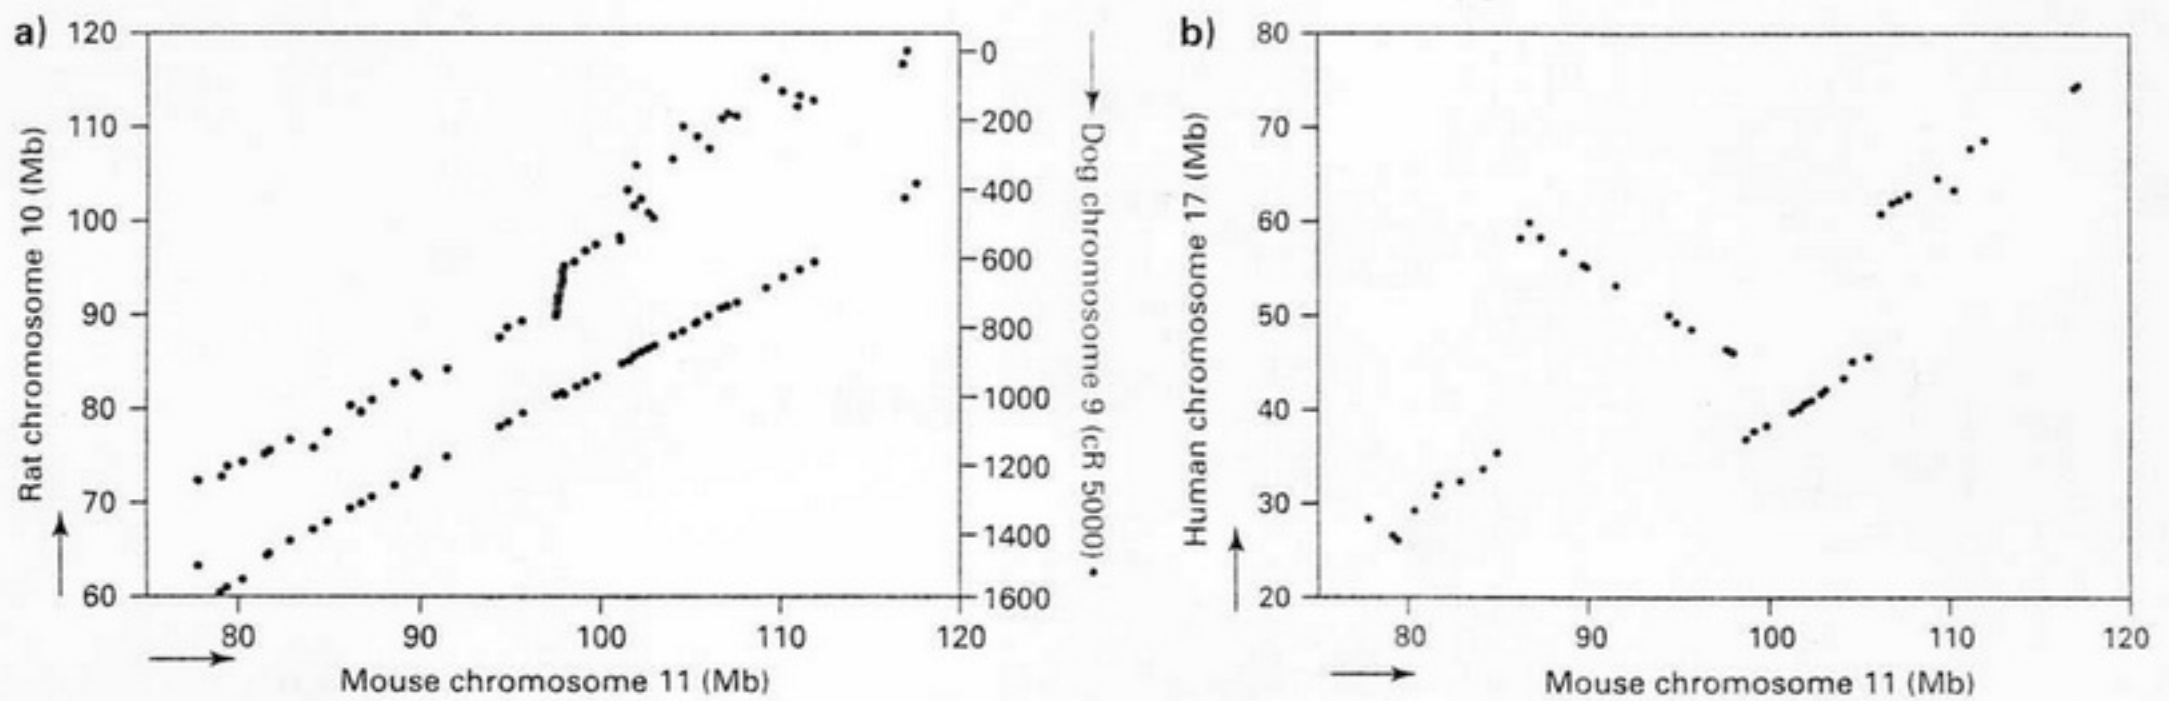 a)
120
110
100
90
80
70
60
Rat chromosome 10 (Mb)
80 90 100 110 120
Mouse chromosome 11 (Mb)
0
200
400
600
800
1000
1200
1400
1600
Dog chromosome 9 (cR 5000)
b)
80
70
60
50
40
30
20
Human chromosome 17 (Mb)
80 90 100 110 120
Mouse chromosome 11 (Mb)